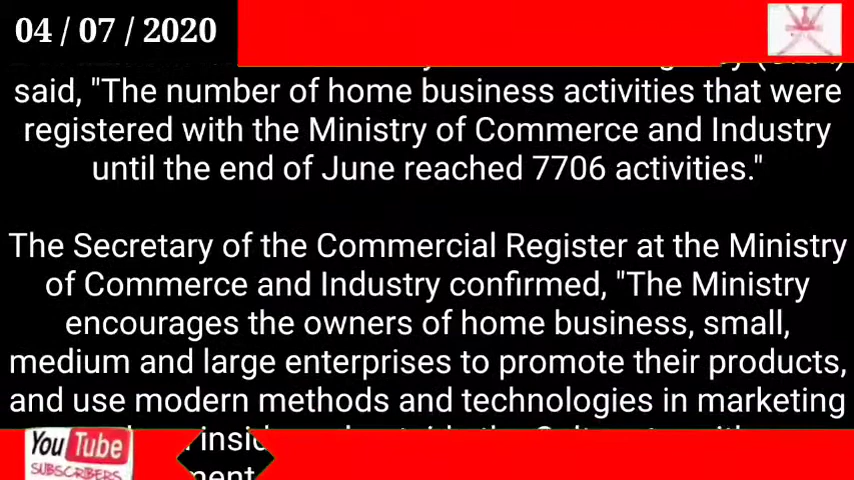 04 / 07 / 2020
said, "The number of home business activities that were
registered with the Ministry of Commerce and Industry
until the end of June reached 7706 activities."
The Secretary of the Commercial Register at the Ministry
of Commerce and Industry confirmed, "The Ministry
encourages the owners of home business, small,
medium and large enterprises to promote their products,
and use modern methods and technologies in marketing
You Tube
SUBSCRIBERS